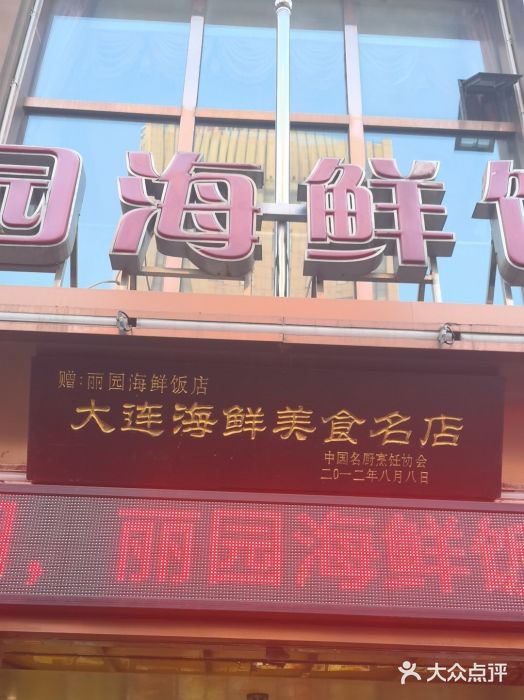 园海鲜饭
赠:丽园海鲜饭店
大连海鲜美食名店
中国名厨烹饪协会
二0一二年八月八日
，丽园海鲜饭
大众点评